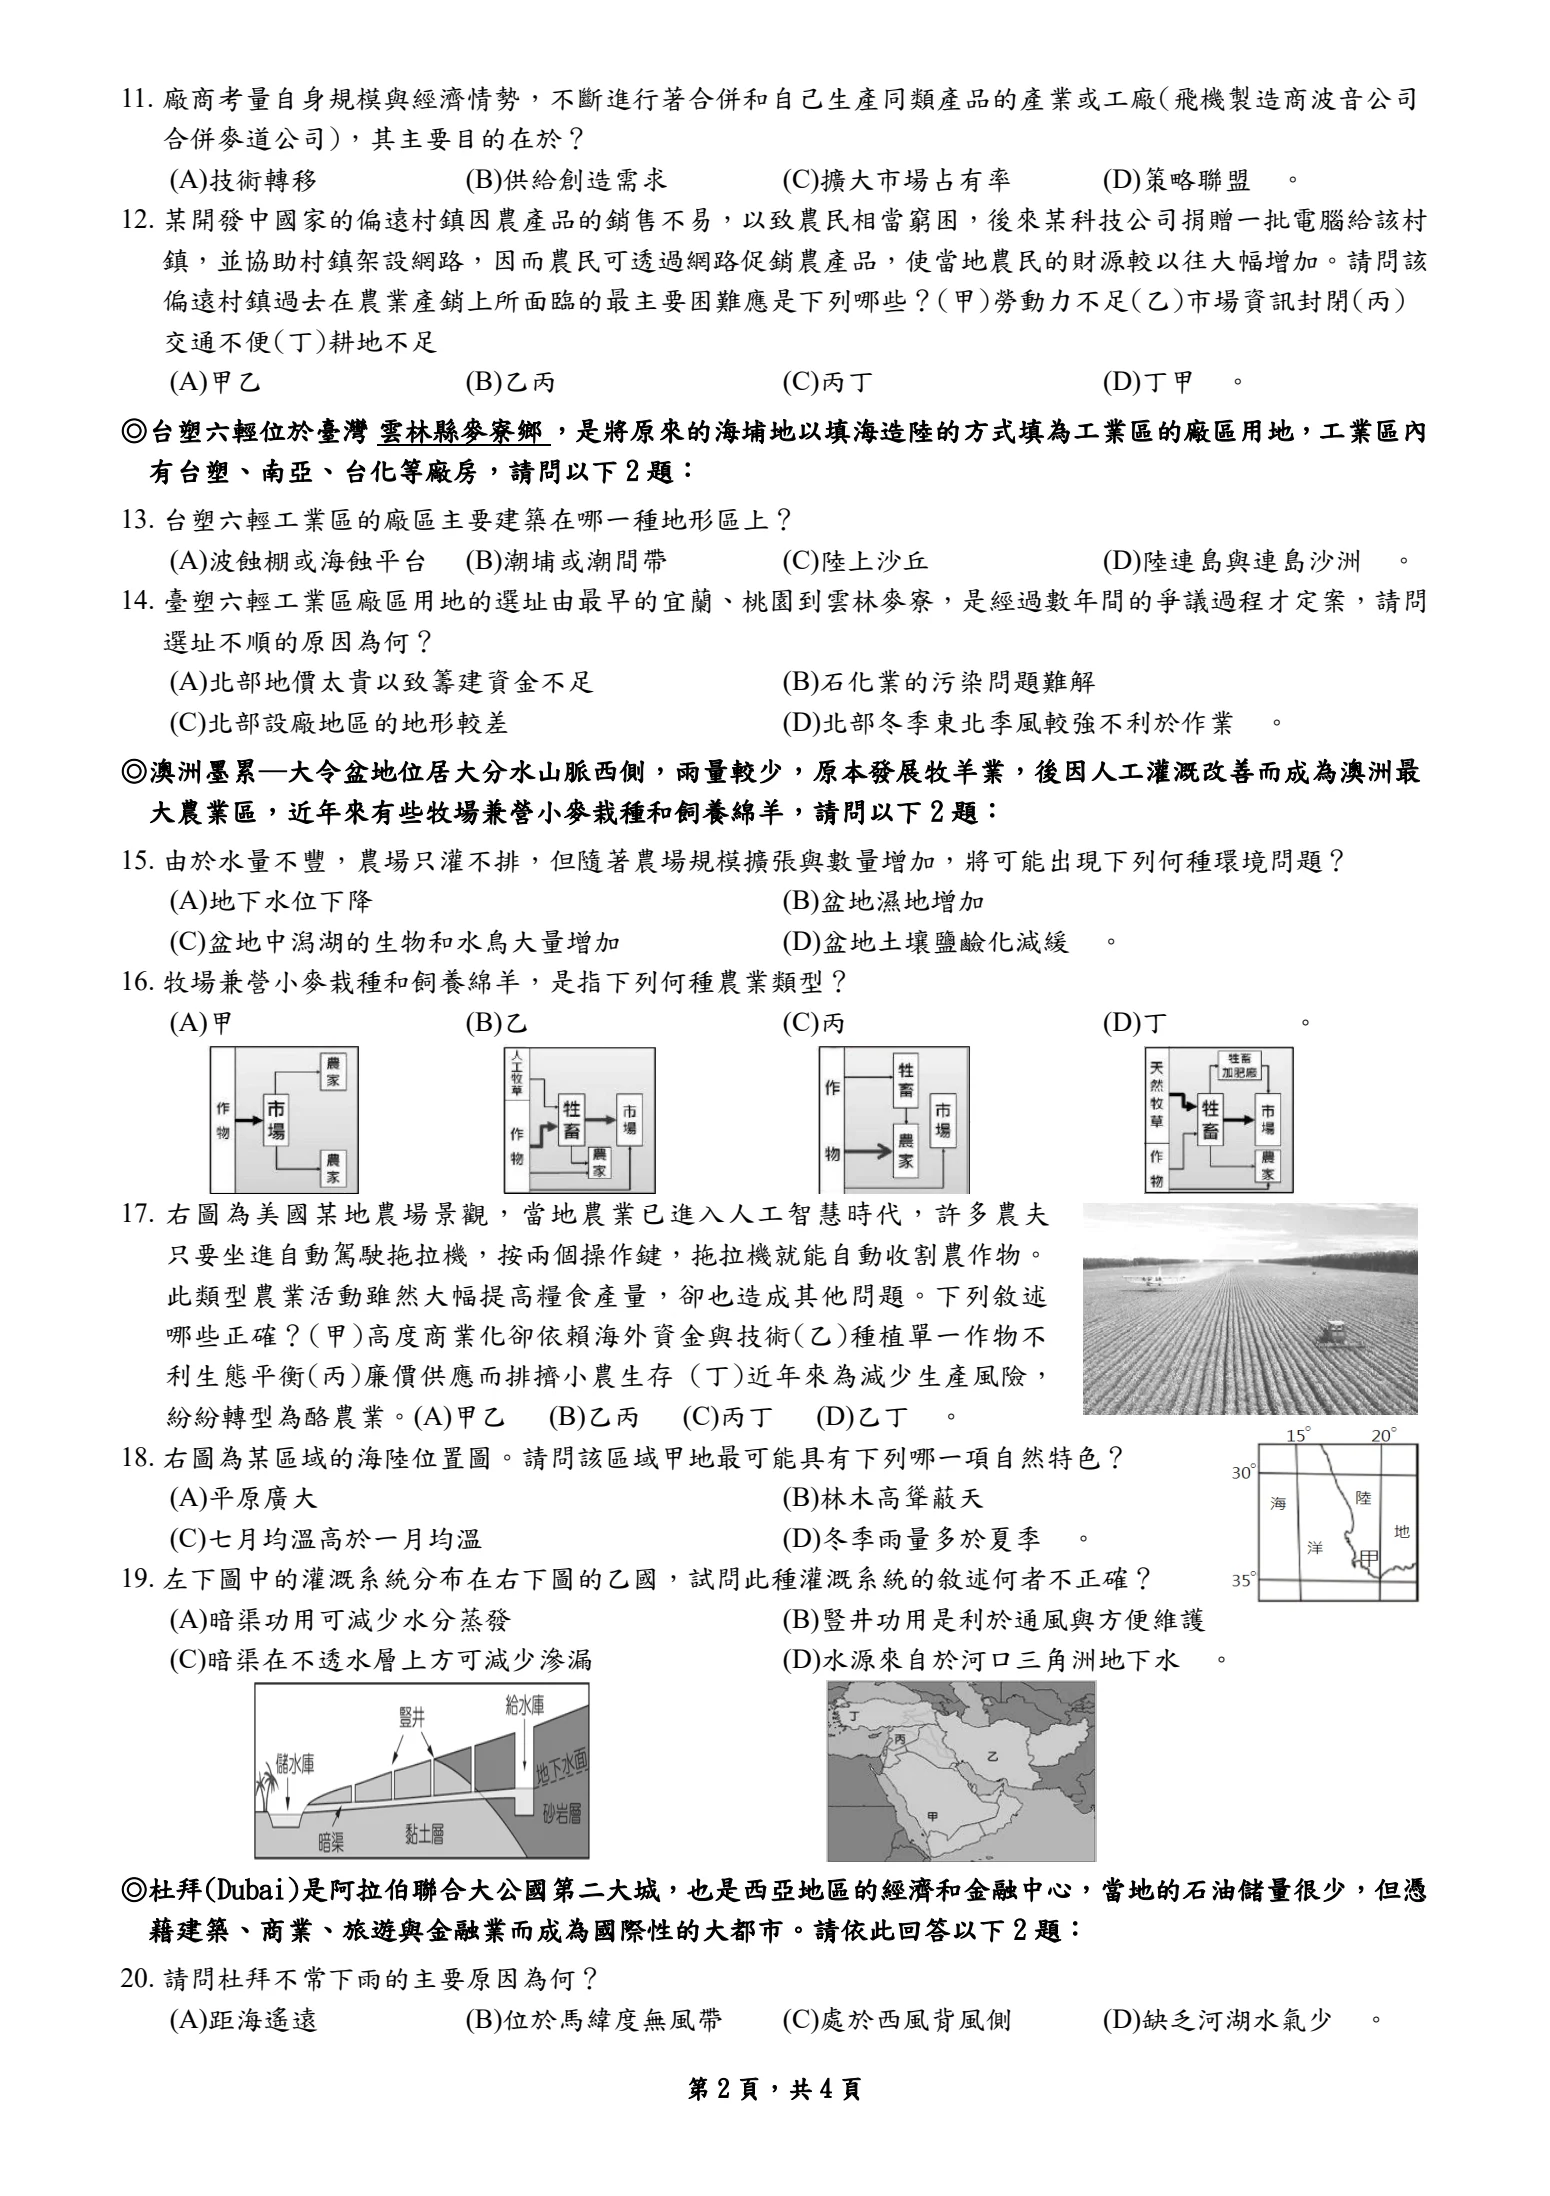 11. 廠商考量自身規模與經濟情勢，不斷進行著合併和自己生產同類產品的產業或工廠(飛機製造商波音公司
合併麥道公司)，其主要目的在於？
(A)技術轉移 (B)供給創造需求 (C)擴大市場占有率 (D)策略聯盟 。
12. 某開發中國家的偏遠村鎮因農產品的銷售不易，以致農民相當窮困，後來某科技公司捐贈一批電腦給該村
鎮，並協助村鎮架設網路，因而農民可透過網路促銷農產品，使當地農民的財源較以往大幅增加。請問該
偏遠村鎮過去在農業產銷上所面臨的最主要困難應是下列哪些？(甲)勞動力不足(乙)市場資訊封閉(丙)
交通不便(丁)耕地不足
(A)甲乙 (B)乙丙 (C)丙丁 (D)丁甲 。
◎台塑六輕位於臺灣 雲林縣麥寮鄉，是將原來的海埔地以填海造陸的方式填為工業區的廠區用地，工業區內
有台塑、南亞、台化等廠房，請問以下 2 題：
13. 台塑六輕工業區的廠區主要建築在哪一種地形區上？
(A)波蝕棚或海蝕平台 (B)潮埔或潮間帶 (C)陸上沙丘 (D)陸連島與連島沙洲 。
14. 臺塑六輕工業區廠區用地的選址由最早的宜蘭、桃園到雲林麥寮，是經過數年間的爭議過程才定案，請問
選址不順的原因為何？
(A)北部地價太貴以致籌建資金不足 (B)石化業的污染問題難解
(C)北部設廠地區的地形較差 (D)北部冬季東北季風較強不利於作業 。
◎澳洲墨累—大令盆地位居大分水山脈西側，雨量較少，原本發展牧羊業，後因人工灌溉改善而成為澳洲最
大農業區，近年來有些牧場兼營小麥栽種和飼養綿羊，請問以下 2 題：
15. 由於水量不豐，農場只灌不排，但隨著農場規模擴張與數量增加，將可能出現下列何種環境問題？
(A)地下水位下降 (B)盆地濕地增加
(C)盆地中潟湖的生物和水鳥大量增加 (D)盆地土壤鹽鹼化減緩 。
16. 牧場兼營小麥栽種和飼養綿羊，是指下列何種農業類型？
(A)甲 (B)乙 (C)丙 (D)丁 。
作物 市場 農家 農家
人工牧草 作物 牲畜 農家 市場
作物 牲畜 農家 市場
天然牧草 作物 牲畜 牲畜加肥廠 市場 農家
17. 右圖為美國某地農場景觀，當地農業已進入人工智慧時代，許多農夫
只要坐進自動駕駛拖拉機，按兩個操作鍵，拖拉機就能自動收割農作物。
此類型農業活動雖然大幅提高糧食產量，卻也造成其他問題。下列敘述
哪些正確？(甲)高度商業化卻依賴海外資金與技術(乙)種植單一作物不
利生態平衡(丙)廉價供應而排擠小農生存 (丁)近年來為減少生產風險，
紛紛轉型為酪農業。(A)甲乙 (B)乙丙 (C)丙丁 (D)乙丁 。
18. 右圖為某區域的海陸位置圖。請問該區域甲地最可能具有下列哪一項自然特色？
(A)平原廣大 (B)林木高聳蔽天
(C)七月均溫高於一月均溫 (D)冬季雨量多於夏季 。
15° 20°
30°
海 陸
洋 地
甲
35°
19. 左下圖中的灌溉系統分布在右下圖的乙國，試問此種灌溉系統的敘述何者不正確？
(A)暗渠功用可減少水分蒸發 (B)豎井功用是利於通風與方便維護
(C)暗渠在不透水層上方可減少滲漏 (D)水源來自於河口三角洲地下水 。
給水庫
豎井
儲水庫
地下水面
砂岩層
暗渠
黏土層
丁
丙
乙
甲
◎杜拜(Dubai)是阿拉伯聯合大公國第二大城，也是西亞地區的經濟和金融中心，當地的石油儲量很少，但憑
藉建築、商業、旅遊與金融業而成為國際性的大都市。請依此回答以下 2 題：
20. 請問杜拜不常下雨的主要原因為何？
(A)距海遙遠 (B)位於馬緯度無風帶 (C)處於西風背風側 (D)缺乏河湖水氣少 。
第 2 頁，共 4 頁